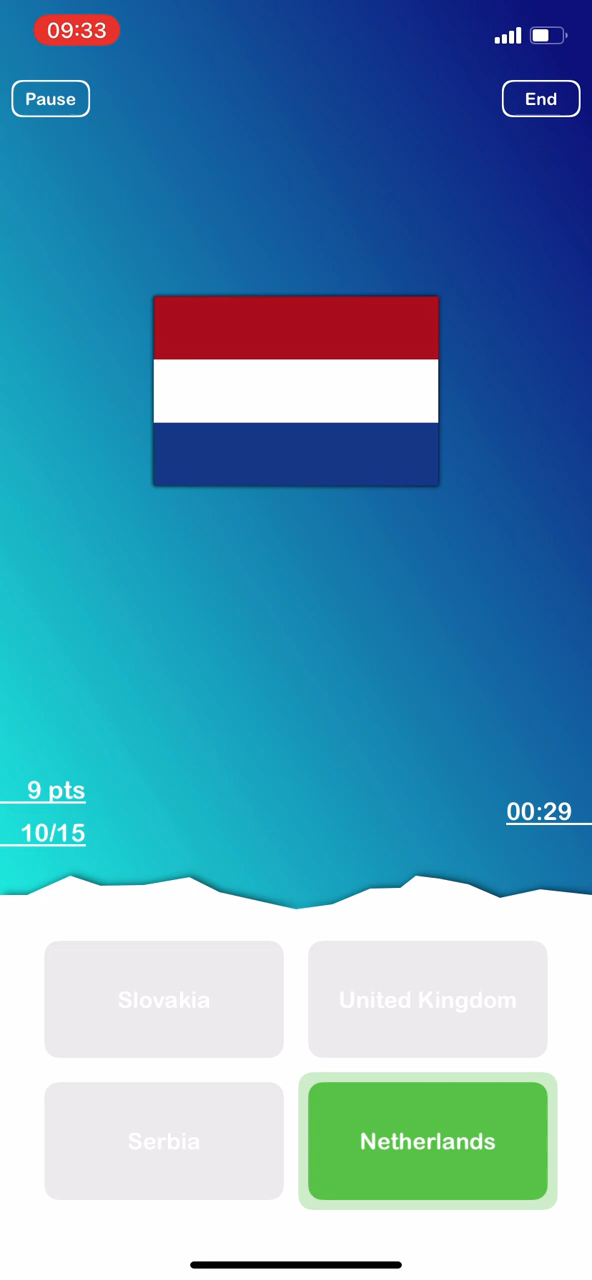 09:33
Pause
End
9 pts
10/15
00:29
Slovakia
United Kingdom
Serbia
Netherlands